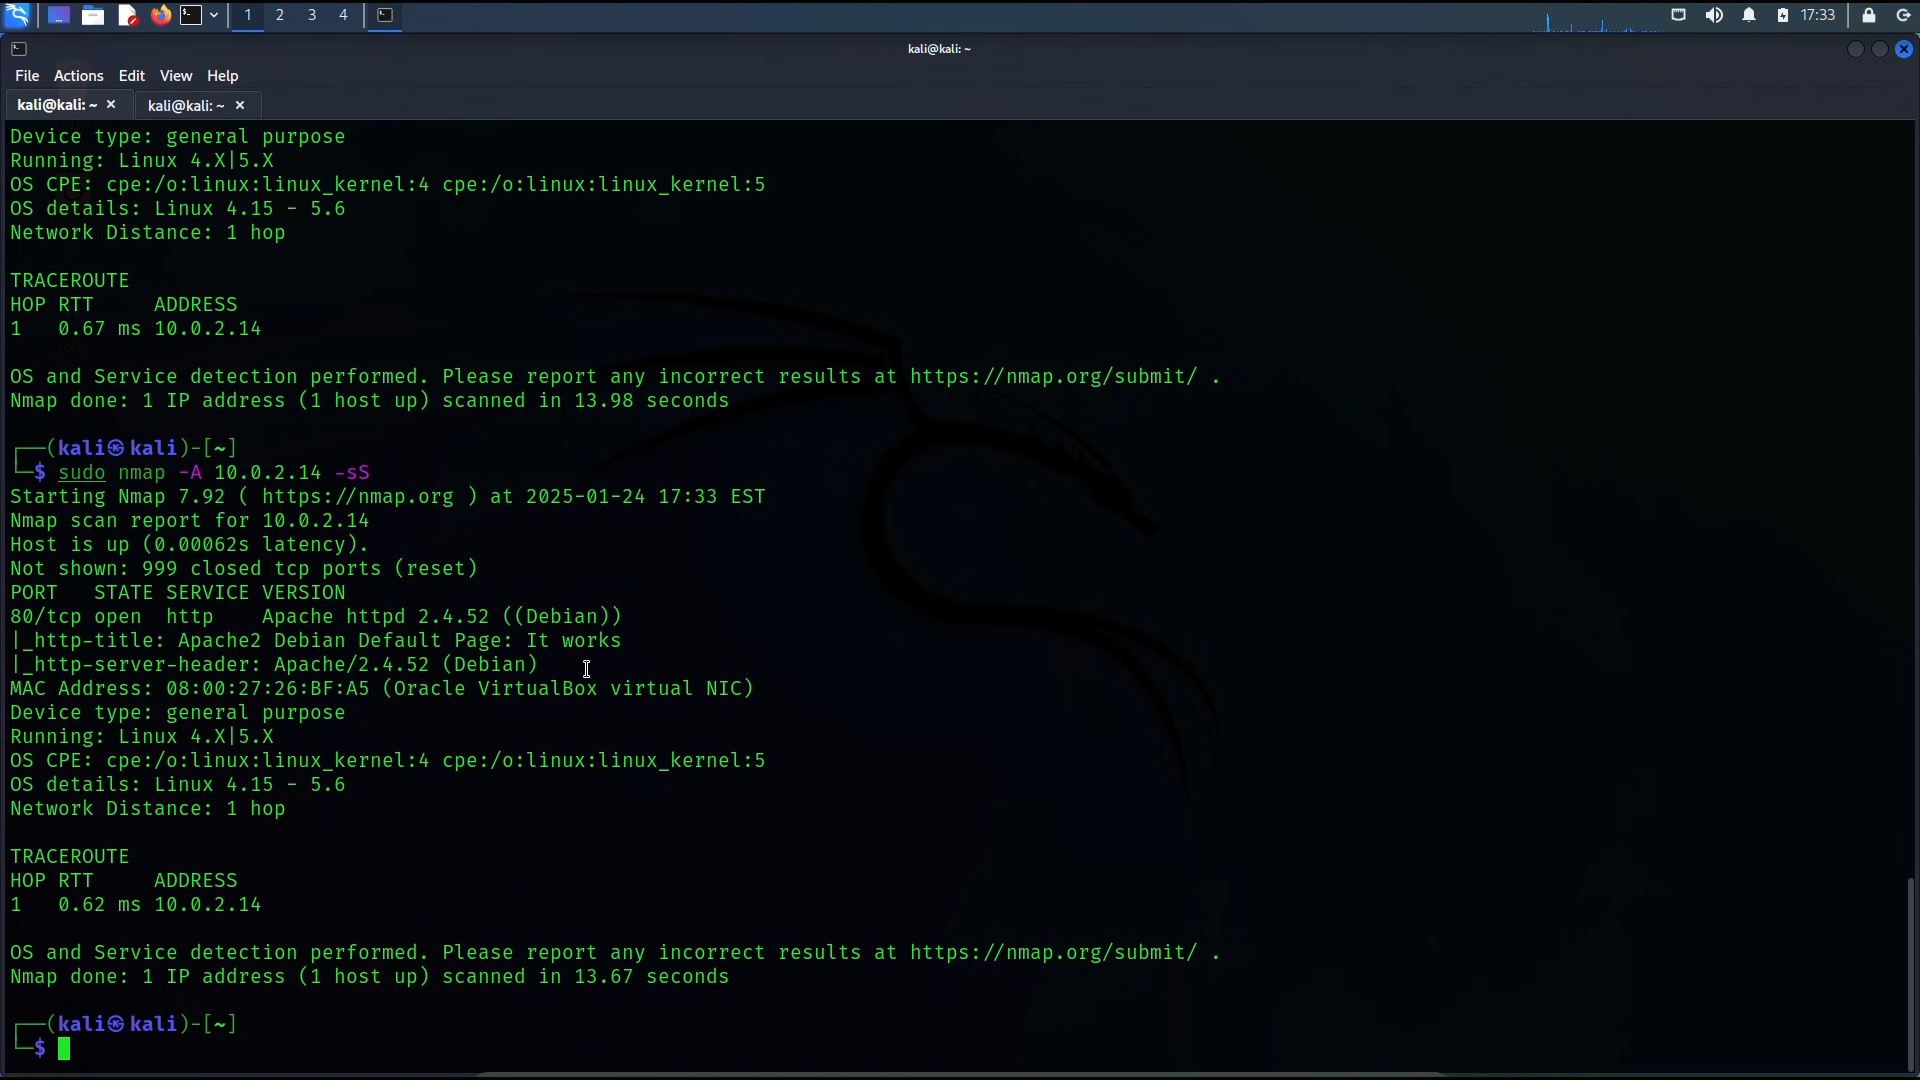 1 2 3 4 17:33
kali@kali: ~
File Actions Edit View Help
kali@kali: ~ × kali@kali: ~ ×
Device type: general purpose
Running: Linux 4.X|5.X
OS CPE: cpe:/o:linux:linux_kernel:4 cpe:/o:linux:linux_kernel:5
OS details: Linux 4.15 - 5.6
Network Distance: 1 hop
TRACEROUTE
HOP RTT     ADDRESS
1   0.67 ms 10.0.2.14
OS and Service detection performed. Please report any incorrect results at https://nmap.org/submit/ .
Nmap done: 1 IP address (1 host up) scanned in 13.98 seconds
┌──(kali㉿kali)-[~]
└─$ sudo nmap -A 10.0.2.14 -sS
Starting Nmap 7.92 ( https://nmap.org ) at 2025-01-24 17:33 EST
Nmap scan report for 10.0.2.14
Host is up (0.00062s latency).
Not shown: 999 closed tcp ports (reset)
PORT   STATE SERVICE VERSION
80/tcp open  http    Apache httpd 2.4.52 ((Debian))
|_http-title: Apache2 Debian Default Page: It works
|_http-server-header: Apache/2.4.52 (Debian)
MAC Address: 08:00:27:26:BF:A5 (Oracle VirtualBox virtual NIC)
Device type: general purpose
Running: Linux 4.X|5.X
OS CPE: cpe:/o:linux:linux_kernel:4 cpe:/o:linux:linux_kernel:5
OS details: Linux 4.15 - 5.6
Network Distance: 1 hop
TRACEROUTE
HOP RTT     ADDRESS
1   0.62 ms 10.0.2.14
OS and Service detection performed. Please report any incorrect results at https://nmap.org/submit/ .
Nmap done: 1 IP address (1 host up) scanned in 13.67 seconds
┌──(kali㉿kali)-[~]
└─$